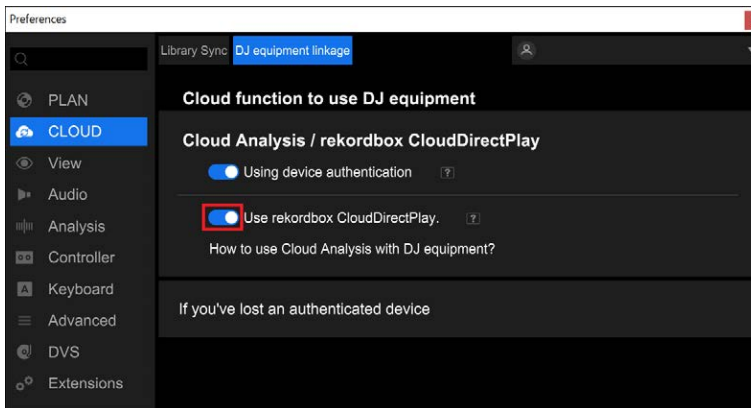 Preferences
Library Sync DJ equipment linkage
PLAN
CLOUD
View
Audio
Analysis
Controller
A Keyboard
Advanced
DVS
Extensions
Cloud function to use DJ equipment
Cloud Analysis / rekordbox CloudDirectPlay
Using device authentication ?
Use rekordbox CloudDirectPlay. ?
How to use Cloud Analysis with DJ equipment?
If you've lost an authenticated device